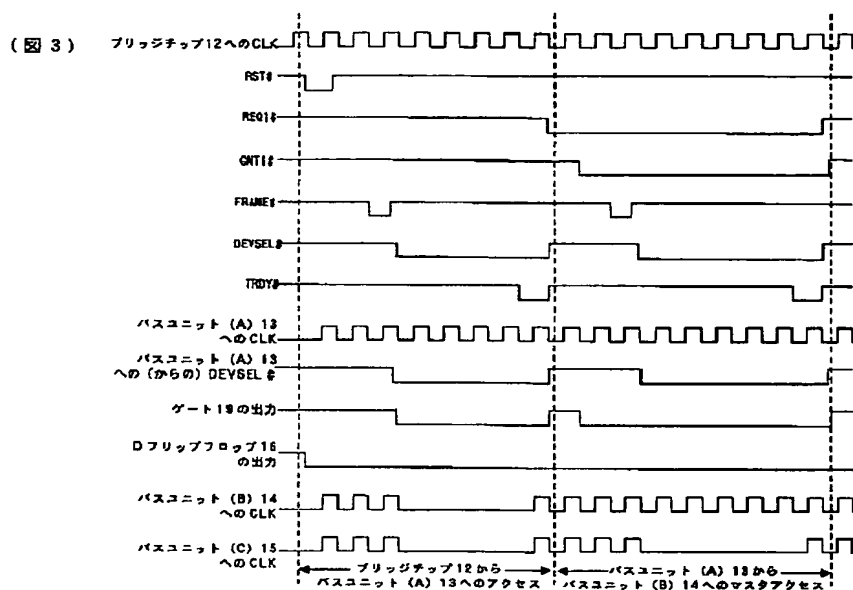 (図3)
ブリッジチップ12へのCLK
RST#
REQ1#
GNT1#
FRAME#
DEVSEL#
TRDY#
バスユニット(A)13
へのCLK
バスユニット(A)13
への(からの)DEVSEL#
ゲート19の出力
Dフリップフロップ16
の出力
バスユニット(B)14
へのCLK
バスユニット(C)15
へのCLK
ブリッジチップ12から
バスユニット(A)13へのアクセス
バスユニット(A)13から
バスユニット(B)14へのマスタアクセス